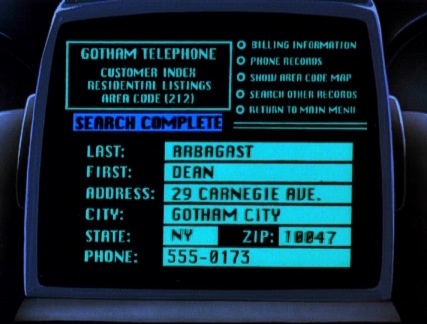 GOTHAM TELEPHONE
CUSTOMER INDEX
RESIDENTIAL LISTINGS
AREA CODE (212)
BILLING INFORMATION
PHONE RECORDS
SHOW AREA CODE MAP
SEARCH OTHER RECORDS
RETURN TO MAIN MENU
SEARCH COMPLETE
LAST: ARBAGAST
FIRST: DEAN
ADDRESS: 29 CARNEGIE AVE.
CITY: GOTHAM CITY
STATE: NY ZIP: 10047
PHONE: 555-0173